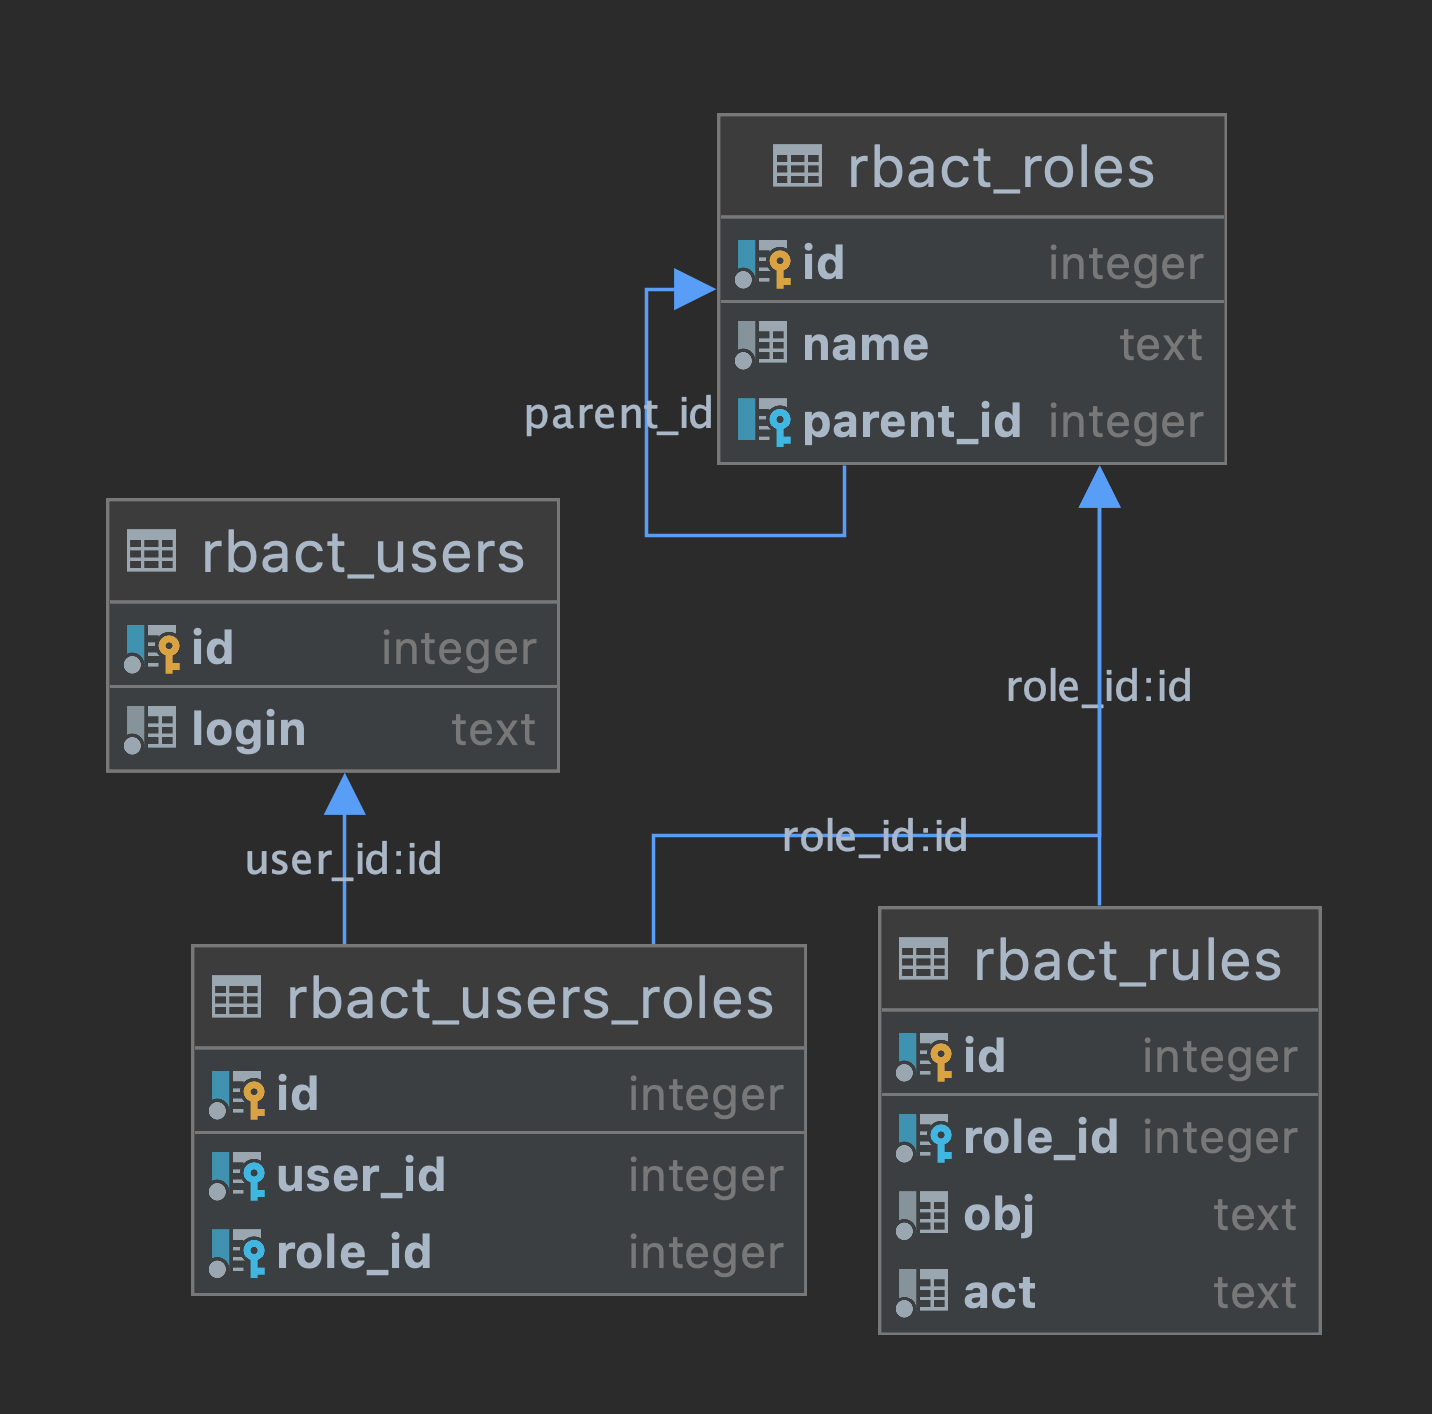 rbact_roles
id integer
name text
parent_id integer
parent_id
rbact_users
id integer
login text
role_id:id
role_id:id
user_id:id
rbact_users_roles
id integer
user_id integer
role_id integer
rbact_rules
id integer
role_id integer
obj text
act text